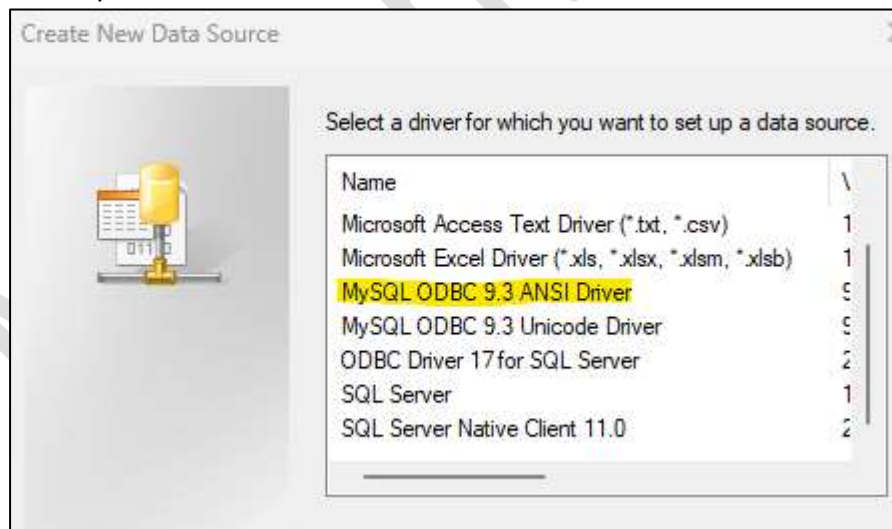 Create New Data Source
Select a driver for which you want to set up a data source.
Name
Microsoft Access Text Driver (*.txt, *.csv)
Microsoft Excel Driver (*.xls, *.xlsx, *.xlsm, *.xlsb)
MySQL ODBC 9.3 ANSI Driver
MySQL ODBC 9.3 Unicode Driver
ODBC Driver 17 for SQL Server
SQL Server
SQL Server Native Client 11.0